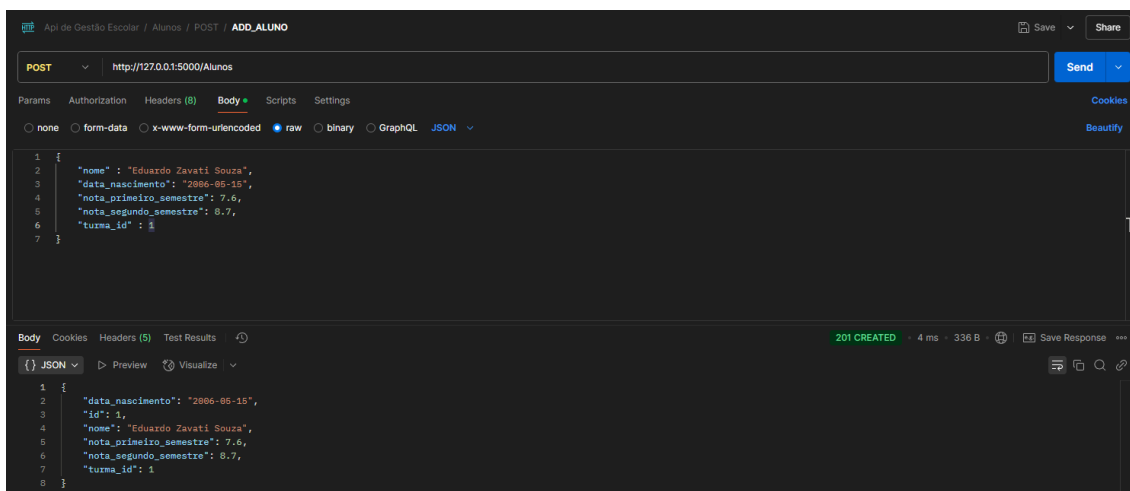 HTTP Api de Gestão Escolar / Alunos / POST / ADD_ALUNO Save Share
POST http://127.0.0.1:5000/Alunos Send
Params Authorization Headers (8) Body Scripts Settings Cookies
none form-data x-www-form-urlencoded raw binary GraphQL JSON Beautify
1 {
2 "nome" : "Eduardo Zavati Souza",
3 "data_nascimento": "2006-05-15",
4 "nota_primeiro_semestre": 7.6,
5 "nota_segundo_semestre": 8.7,
6 "turma_id" : 1
7 }
Body Cookies Headers (5) Test Results 201 CREATED 4 ms 336 B Save Response
{} JSON Preview Visualize
1 {
2 "data_nascimento": "2006-05-15",
3 "id": 1,
4 "nome": "Eduardo Zavati Souza",
5 "nota_primeiro_semestre": 7.6,
6 "nota_segundo_semestre": 8.7,
7 "turma_id": 1
8 }